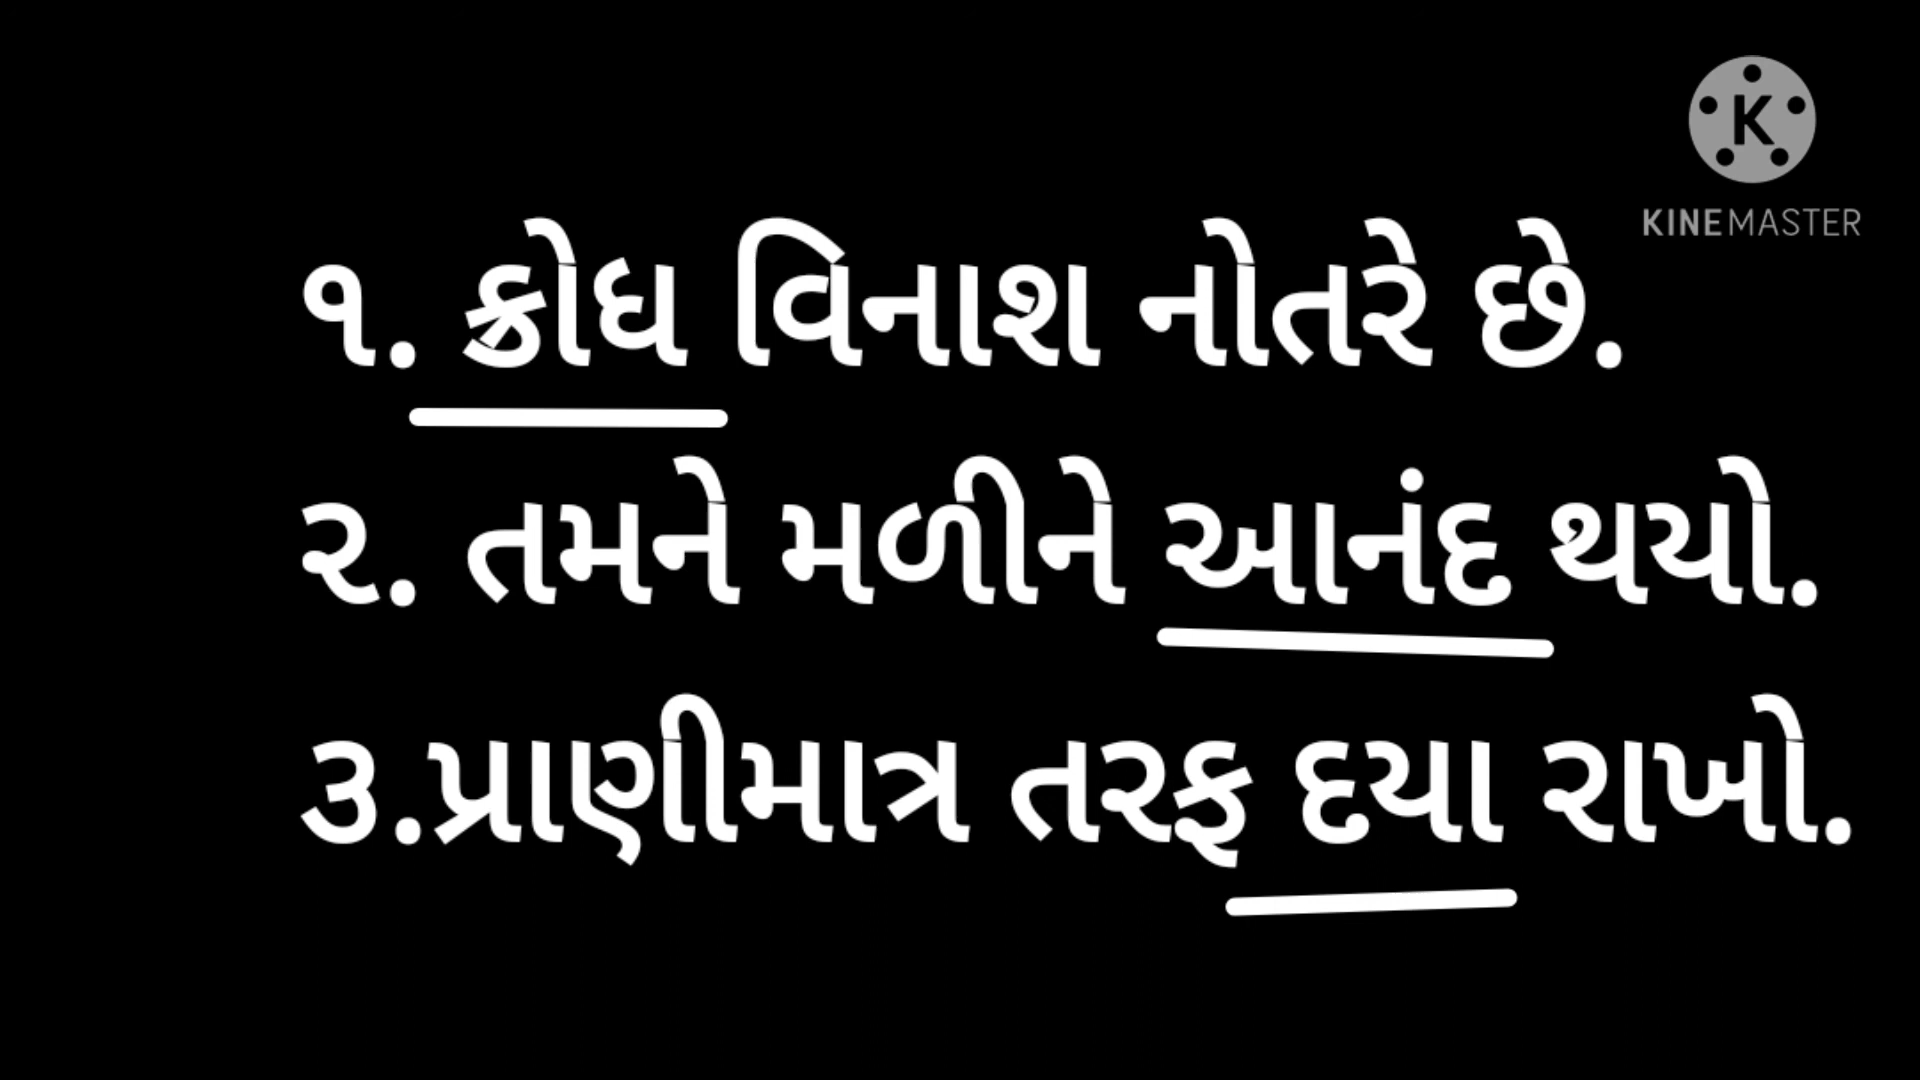 KINEMASTER
૧. ક્રોધ વિનાશ નોતરે છે.
૨. તમને મળીને આનંદ થયો.
૩.પ્રાણીમાત્ર તરફ દયા રાખો.